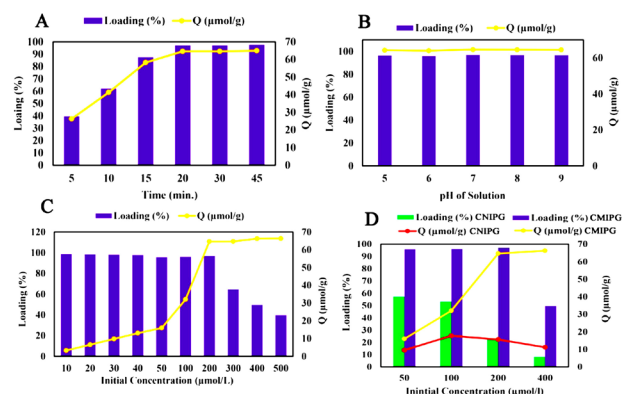 A
Loading (%) Q (µmol/g)
100 90 80 70 60 50 40 30 20 10 0
Loaing (%)
70 60 50 40 30 20 10 0
Q (µmol/g)
5 10 15 20 30 45
Time (min.)
B
Loading (%) Q (µmol/g)
100 80 60 40 20 0
Loading (%)
60 40 20 0
Q (µmol/g)
5 6 7 8 9
pH of Solution
C
Loading (%) Q (µmol/g)
120 100 80 60 40 20 0
Loading (%)
70 60 50 40 30 20 10 0
Q (µmol/g)
10 20 30 40 50 100 200 300 400 500
Initial Concentration (µmol/L)
D
Loading (%) CNIPG Loading (%) CMIPG
Q (µmol/g) CNIPG Q (µmol/g) CMIPG
100 90 80 70 60 50 40 30 20 10 0
Loading (%)
70 60 50 40 30 20 10 0
Q (µmol/g)
50 100 200 400
Inintial Concentration (µmol/l)